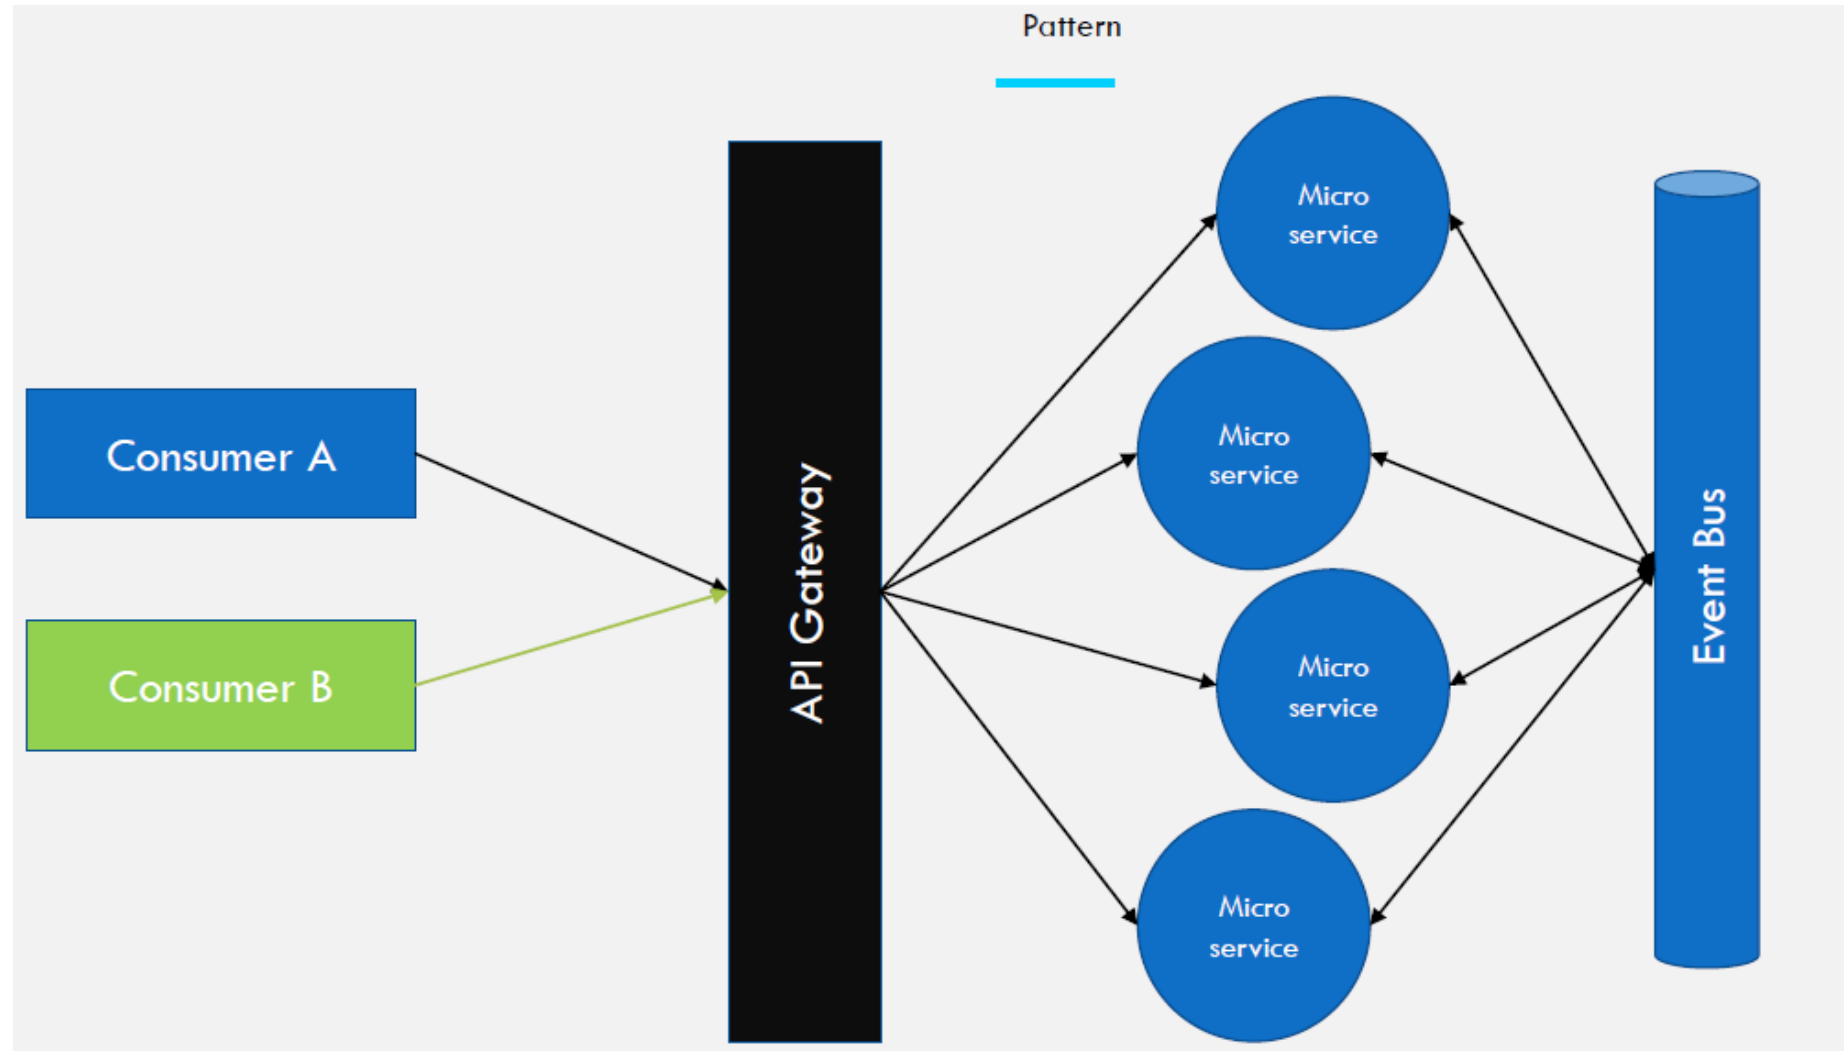 Pattern
Consumer A
Consumer B
API Gateway
Micro
service
Micro
service
Micro
service
Micro
service
Event Bus